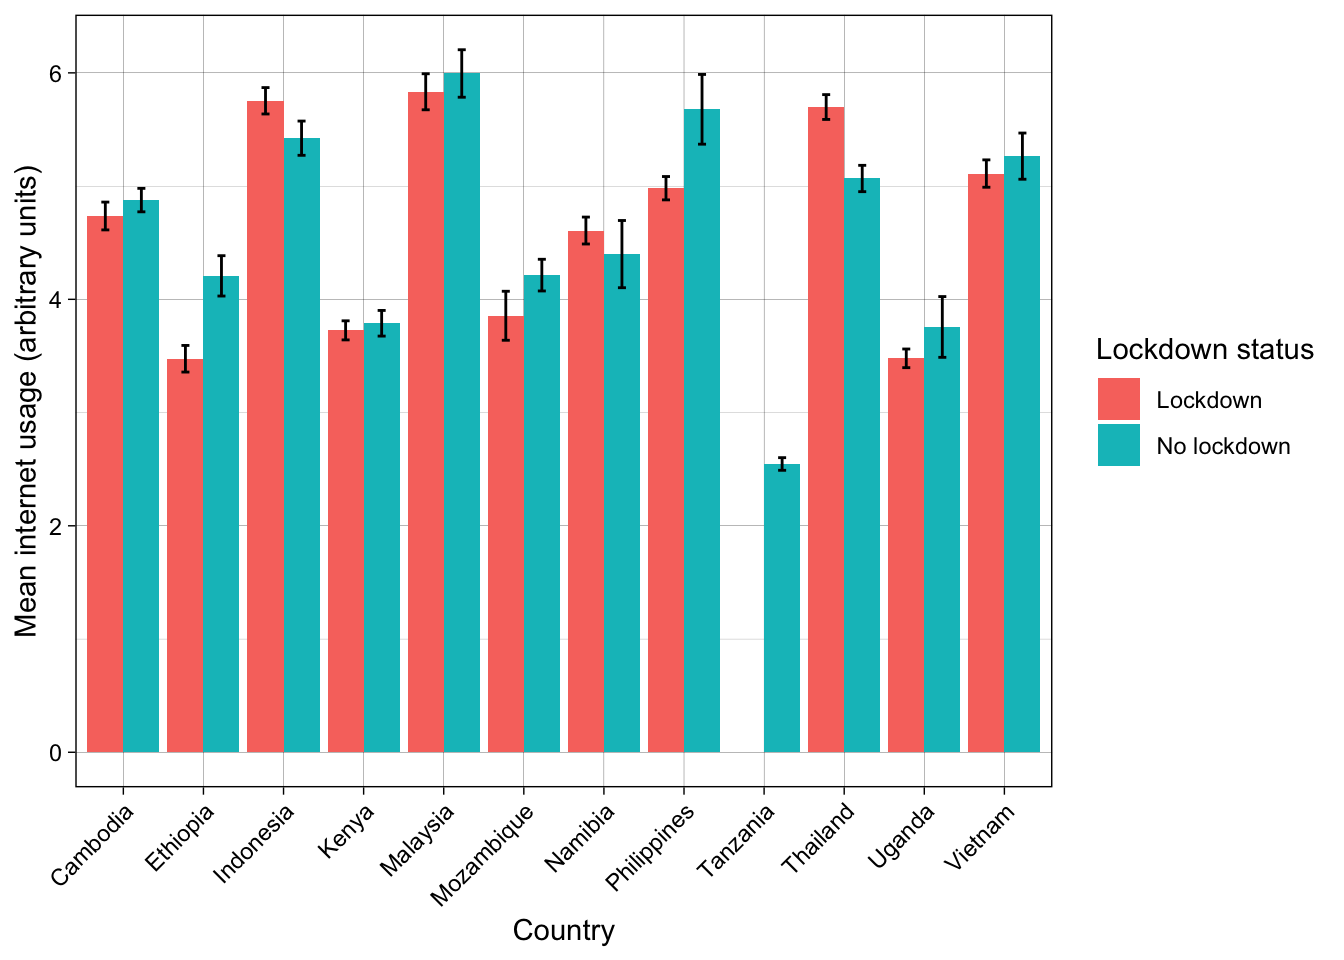 Mean internet usage (arbitrary units)
6
4
2
0
Cambodia
Ethiopia
Indonesia
Kenya
Malaysia
Mozambique
Namibia
Philippines
Tanzania
Thailand
Uganda
Vietnam
Country
Lockdown status
Lockdown
No lockdown